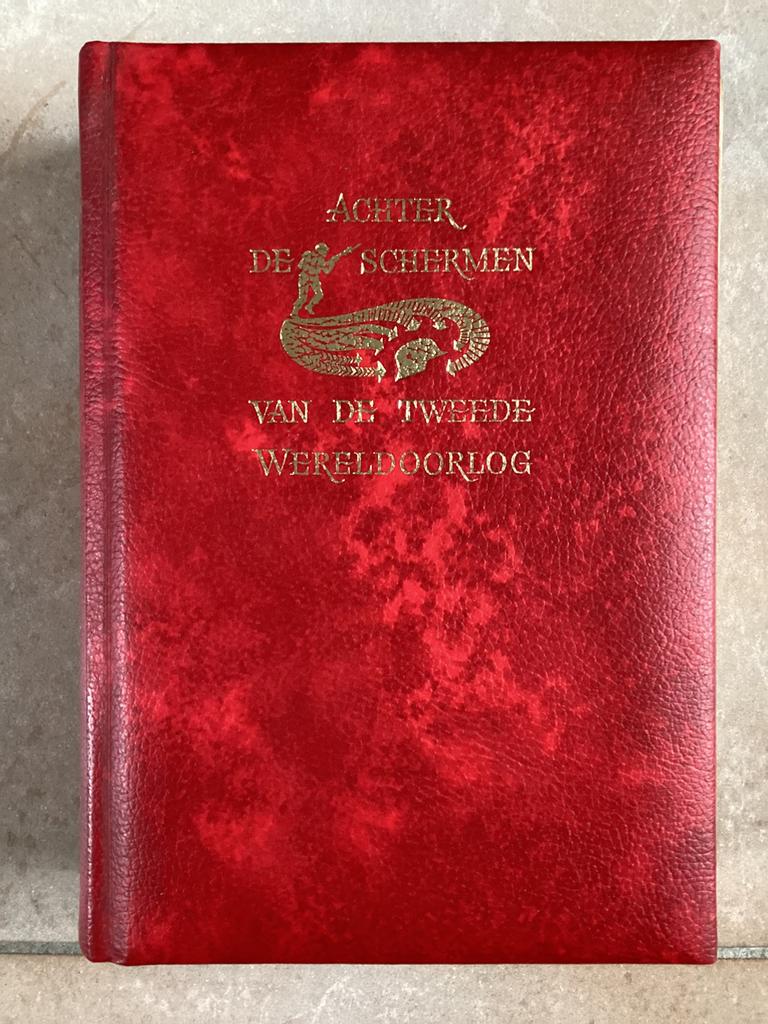 ACHTER
DE SCHERMEN
VAN DE TWEEDE
WERELDOORLOG